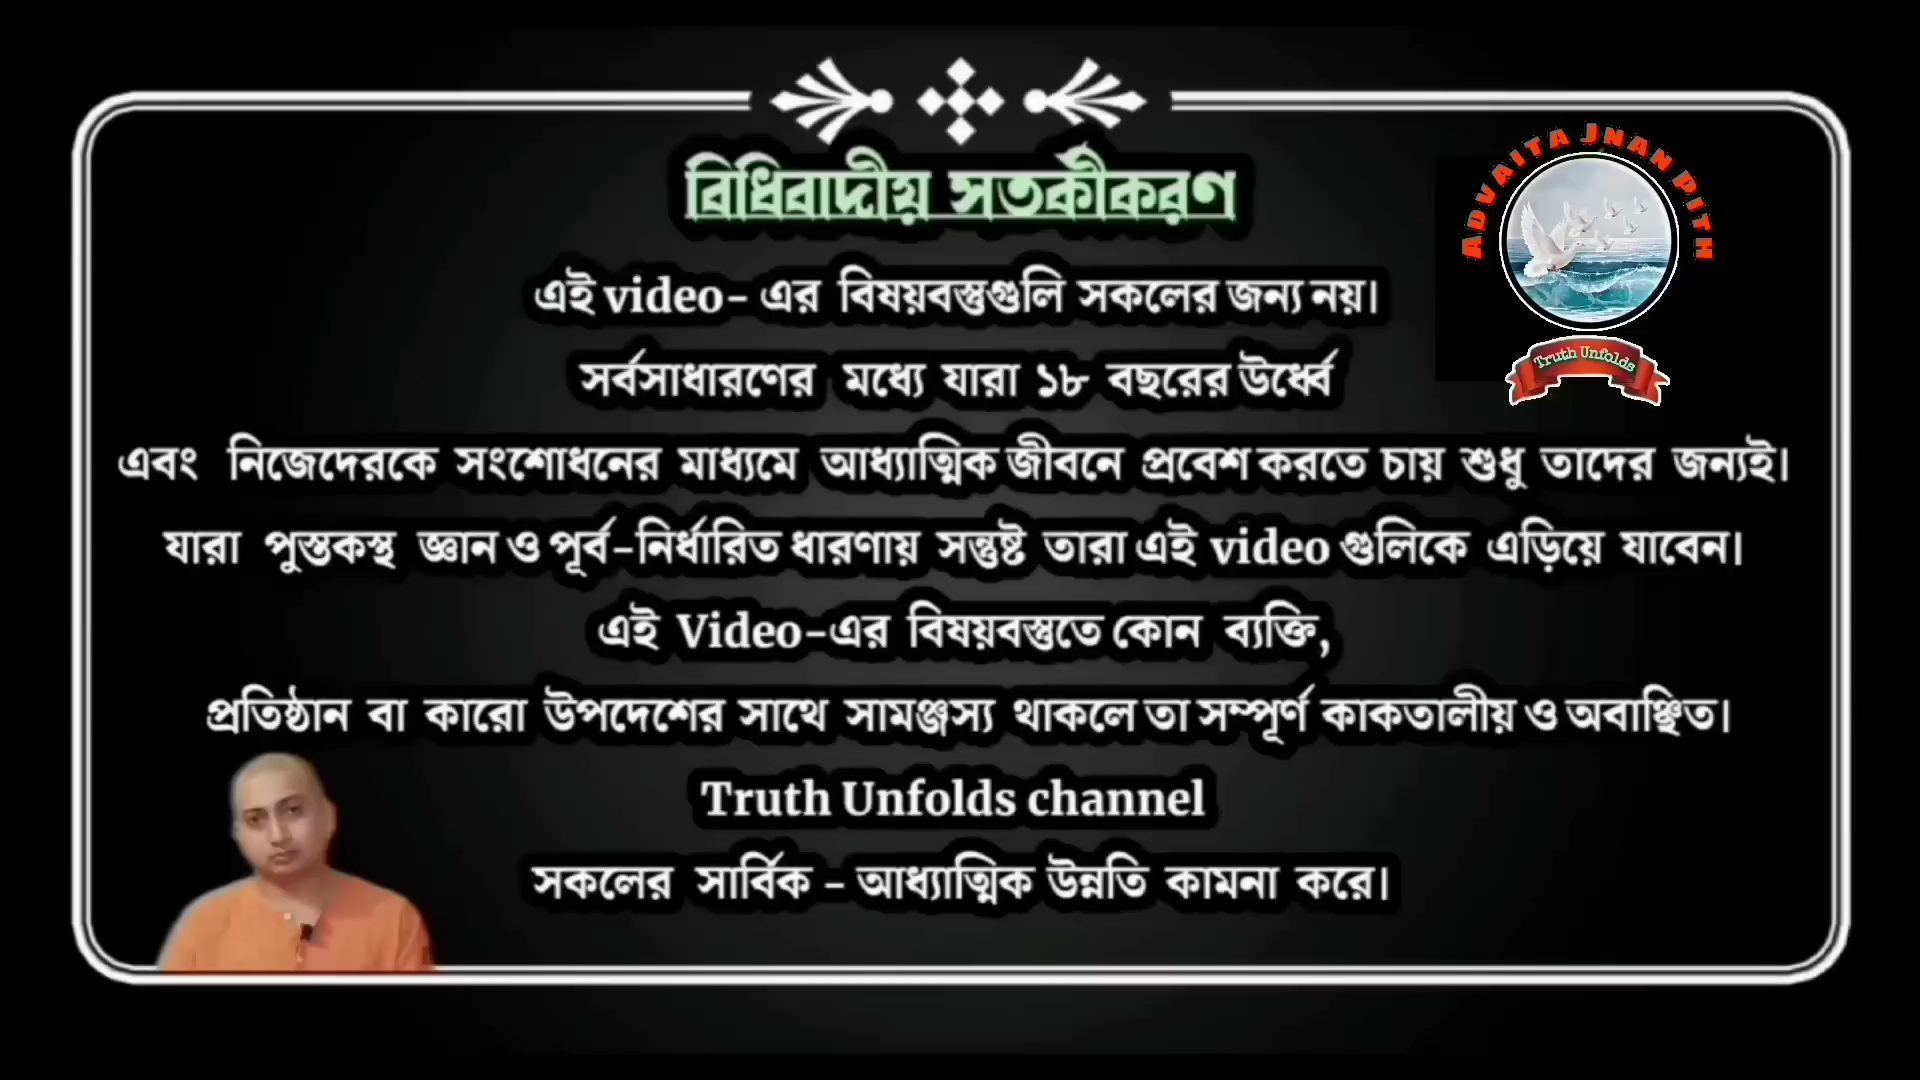 বিধিবাদীয় সতর্কীকরণ
ADVAITA JNAN PITH
Truth Unfolds
এই video- এর বিষয়বস্তুগুলি সকলের জন্য নয়।
সর্বসাধারণের মধ্যে যারা ১৮ বছরের উর্ধ্বে
এবং নিজেদেরকে সংশোধনের মাধ্যমে আধ্যাত্মিক জীবনে প্রবেশ করতে চায় শুধু তাদের জন্যই।
যারা পুস্তকস্থ জ্ঞান ও পূর্ব-নির্ধারিত ধারণায় সন্তুষ্ট তারা এই video গুলিকে এড়িয়ে যাবেন।
এই Video-এর বিষয়বস্তুতে কোন ব্যক্তি,
প্রতিষ্ঠান বা কারো উপদেশের সাথে সামঞ্জস্য থাকলে তা সম্পূর্ণ কাকতালীয় ও অবাঞ্ছিত।
Truth Unfolds channel
সকলের সার্বিক - আধ্যাত্মিক উন্নতি কামনা করে।